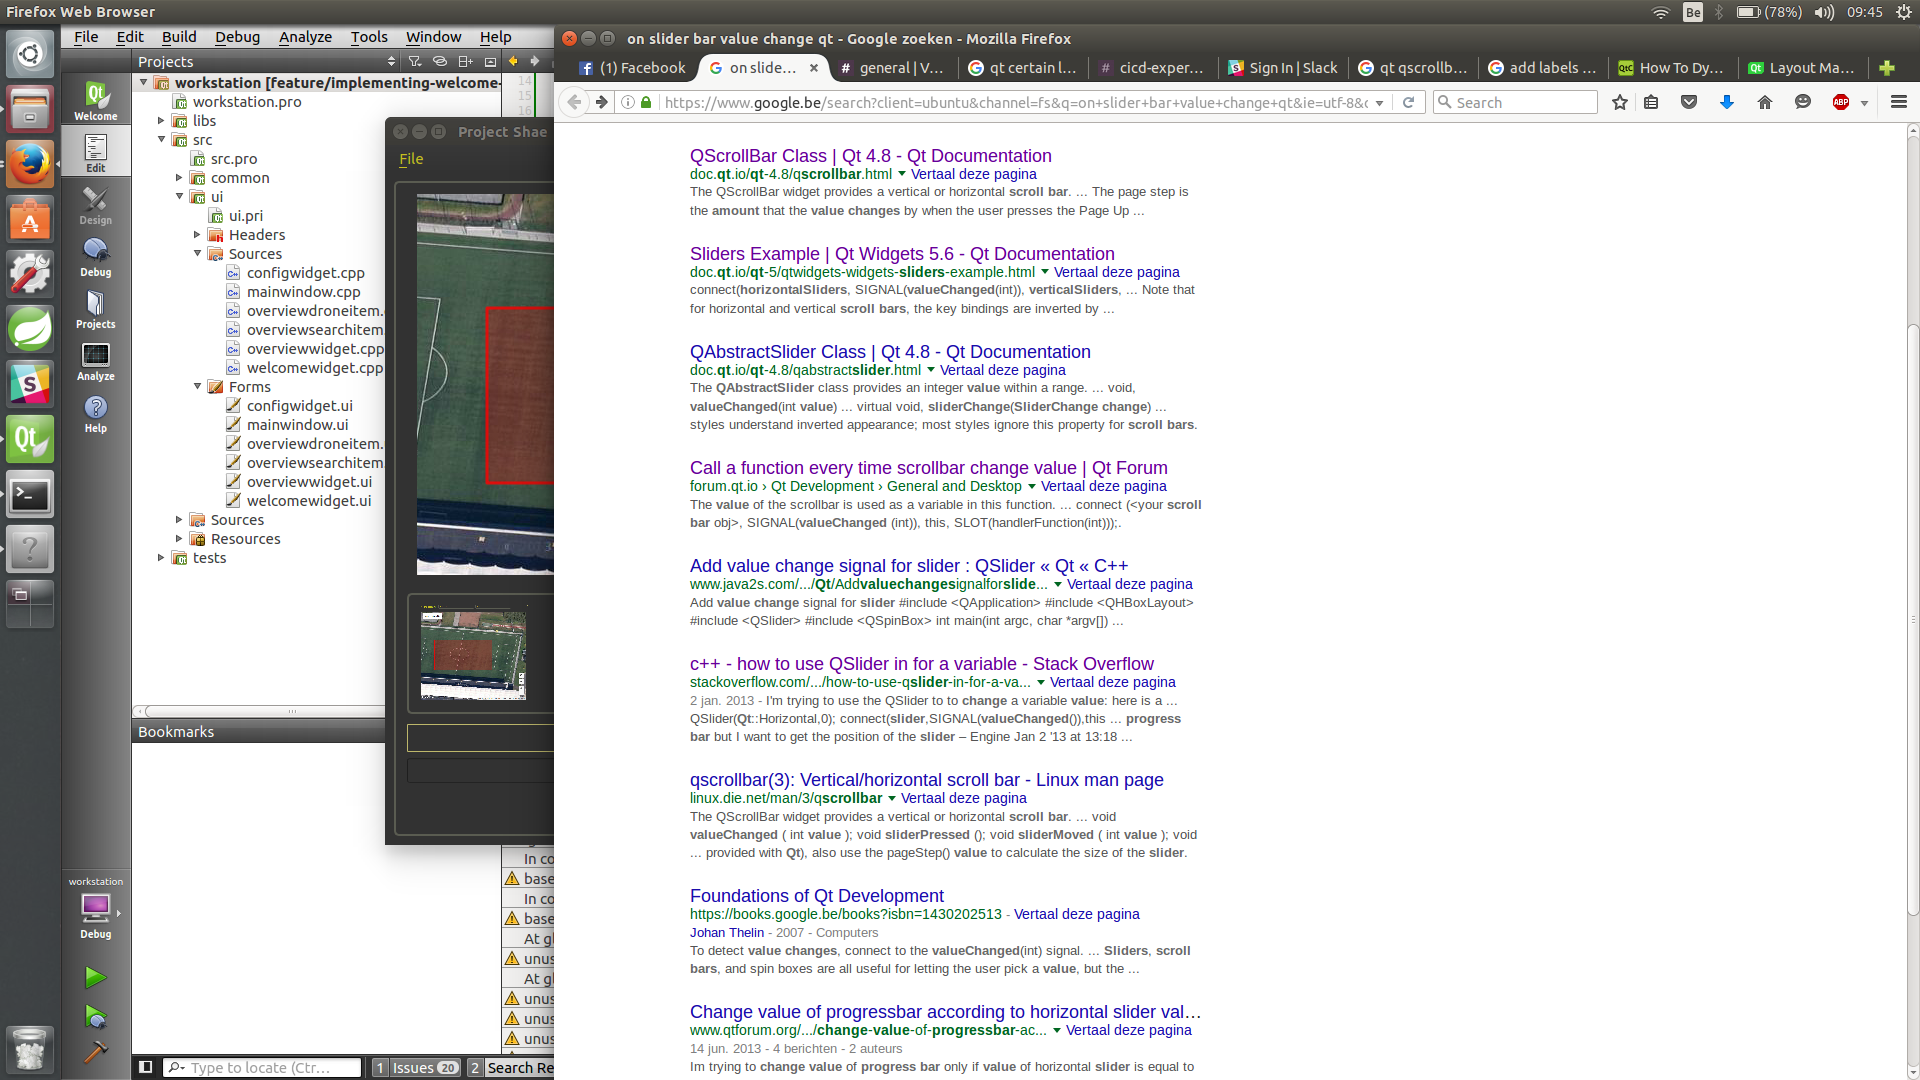 Firefox Web Browser
Be
(78%)
09:45
File Edit Build Debug Analyze Tools Window Help
on slider bar value change qt - Google zoeken - Mozilla Firefox
(1) Facebook
on slide...
general | V...
qt certain l...
cicd-exper...
Sign In | Slack
qt qscrollb...
add labels ...
How To Dy...
Layout Ma...
https://www.google.be/search?client=ubuntu&channel=fs&q=on+slider+bar+value+change+qt&ie=utf-8&
Search
ABP
Welcome
Edit
Design
Debug
Projects
Analyze
Help
workstation
Debug
Projects
workstation [feature/implementing-welcome-
workstation.pro
libs
src
src.pro
common
ui
ui.pri
Headers
Sources
configwidget.cpp
mainwindow.cpp
overviewdroneitem.
overviewsearchitem.
overviewwidget.cpp
welcomewidget.cpp
Forms
configwidget.ui
mainwindow.ui
overviewdroneitem.
overviewsearchitem.
overviewwidget.ui
welcomewidget.ui
Sources
Resources
tests
Bookmarks
14
15
16
Project Shae
File
In co
base
In co
base
At gl
unus
At gl
unus
unus
unus
Type to locate (Ctr...
1 Issues 20
2 Search Re
QScrollBar Class | Qt 4.8 - Qt Documentation
doc.qt.io/qt-4.8/qscrollbar.html Vertaal deze pagina
The QScrollBar widget provides a vertical or horizontal scroll bar. ... The page step is
the amount that the value changes by when the user presses the Page Up ...
Sliders Example | Qt Widgets 5.6 - Qt Documentation
doc.qt.io/qt-5/qtwidgets-widgets-sliders-example.html Vertaal deze pagina
connect(horizontalSliders, SIGNAL(valueChanged(int)), verticalSliders, ... Note that
for horizontal and vertical scroll bars, the key bindings are inverted by ...
QAbstractSlider Class | Qt 4.8 - Qt Documentation
doc.qt.io/qt-4.8/qabstractslider.html Vertaal deze pagina
The QAbstractSlider class provides an integer value within a range. ... void,
valueChanged(int value) ... virtual void, sliderChange(SliderChange change) ...
styles understand inverted appearance; most styles ignore this property for scroll bars.
Call a function every time scrollbar change value | Qt Forum
forum.qt.io › Qt Development › General and Desktop Vertaal deze pagina
The value of the scrollbar is used as a variable in this function. ... connect (<your scroll
bar obj>, SIGNAL(valueChanged (int)), this, SLOT(handlerFunction(int)));.
Add value change signal for slider : QSlider « Qt « C++
www.java2s.com/.../Qt/Addvaluechangesignalforslide... Vertaal deze pagina
Add value change signal for slider #include <QApplication> #include <QHBoxLayout>
#include <QSlider> #include <QSpinBox> int main(int argc, char *argv[]) ...
c++ - how to use QSlider in for a variable - Stack Overflow
stackoverflow.com/.../how-to-use-qslider-in-for-a-va... Vertaal deze pagina
2 jan. 2013 - I'm trying to use the QSlider to to change a variable value: here is a ...
QSlider(Qt::Horizontal,0); connect(slider,SIGNAL(valueChanged()),this ... progress
bar but I want to get the position of the slider – Engine Jan 2 '13 at 13:18 ...
qscrollbar(3): Vertical/horizontal scroll bar - Linux man page
linux.die.net/man/3/qscrollbar Vertaal deze pagina
The QScrollBar widget provides a vertical or horizontal scroll bar. ... void
valueChanged ( int value ); void sliderPressed (); void sliderMoved ( int value ); void
... provided with Qt), also use the pageStep() value to calculate the size of the slider.
Foundations of Qt Development
https://books.google.be/books?isbn=1430202513 - Vertaal deze pagina
Johan Thelin - 2007 - Computers
To detect value changes, connect to the valueChanged(int) signal. ... Sliders, scroll
bars, and spin boxes are all useful for letting the user pick a value, but the ...
Change value of progressbar according to horizontal slider val...
www.qtforum.org/.../change-value-of-progressbar-ac... Vertaal deze pagina
14 jun. 2013 - 4 berichten - 2 auteurs
Im trying to change value of progress bar only if value of horizontal slider is equal to